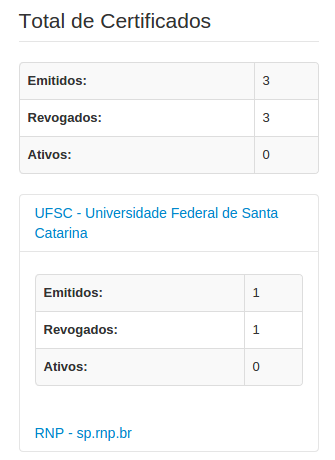 Total de Certificados
Emitidos: 3
Revogados: 3
Ativos: 0
UFSC - Universidade Federal de Santa
Catarina
Emitidos: 1
Revogados: 1
Ativos: 0
RNP - sp.rnp.br